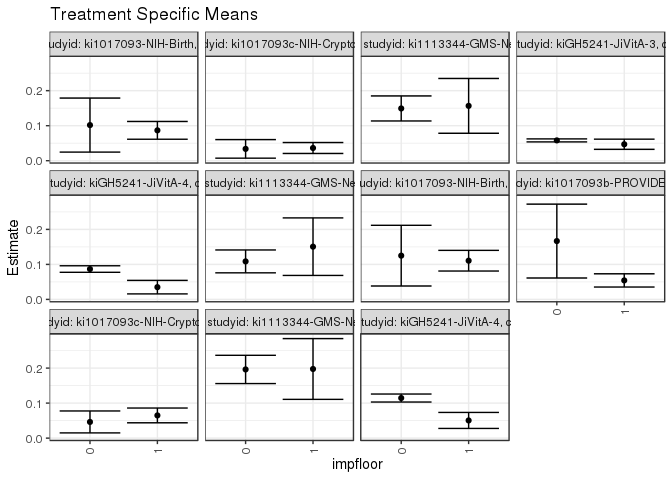 Treatment Specific Means
studyid: ki1017093-NIH-Birth,
studyid: ki1017093c-NIH-Crypto
studyid: ki1113344-GMS-Ne
studyid: kiGH5241-JiVitA-3, c
0.2
0.1
0.0
studyid: kiGH5241-JiVitA-4, c
studyid: ki1113344-GMS-Ne
studyid: ki1017093-NIH-Birth,
studyid: ki1017093b-PROVIDE
Estimate
0.2
0.1
0.0
0
1
studyid: ki1017093c-NIH-Crypto
studyid: ki1113344-GMS-Ne
studyid: kiGH5241-JiVitA-4, c
0.2
0.1
0.0
0
1
0
1
0
1
impfloor